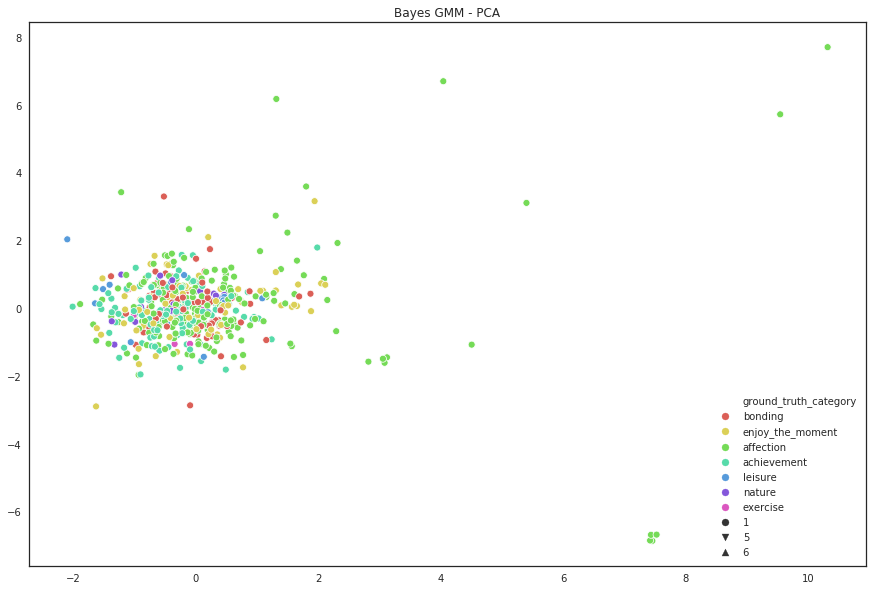 Bayes GMM - PCA
8
6
4
2
0
−2
−4
−6
−2
0
2
4
6
8
10
ground_truth_category
bonding
enjoy_the_moment
affection
achievement
leisure
nature
exercise
1
5
6